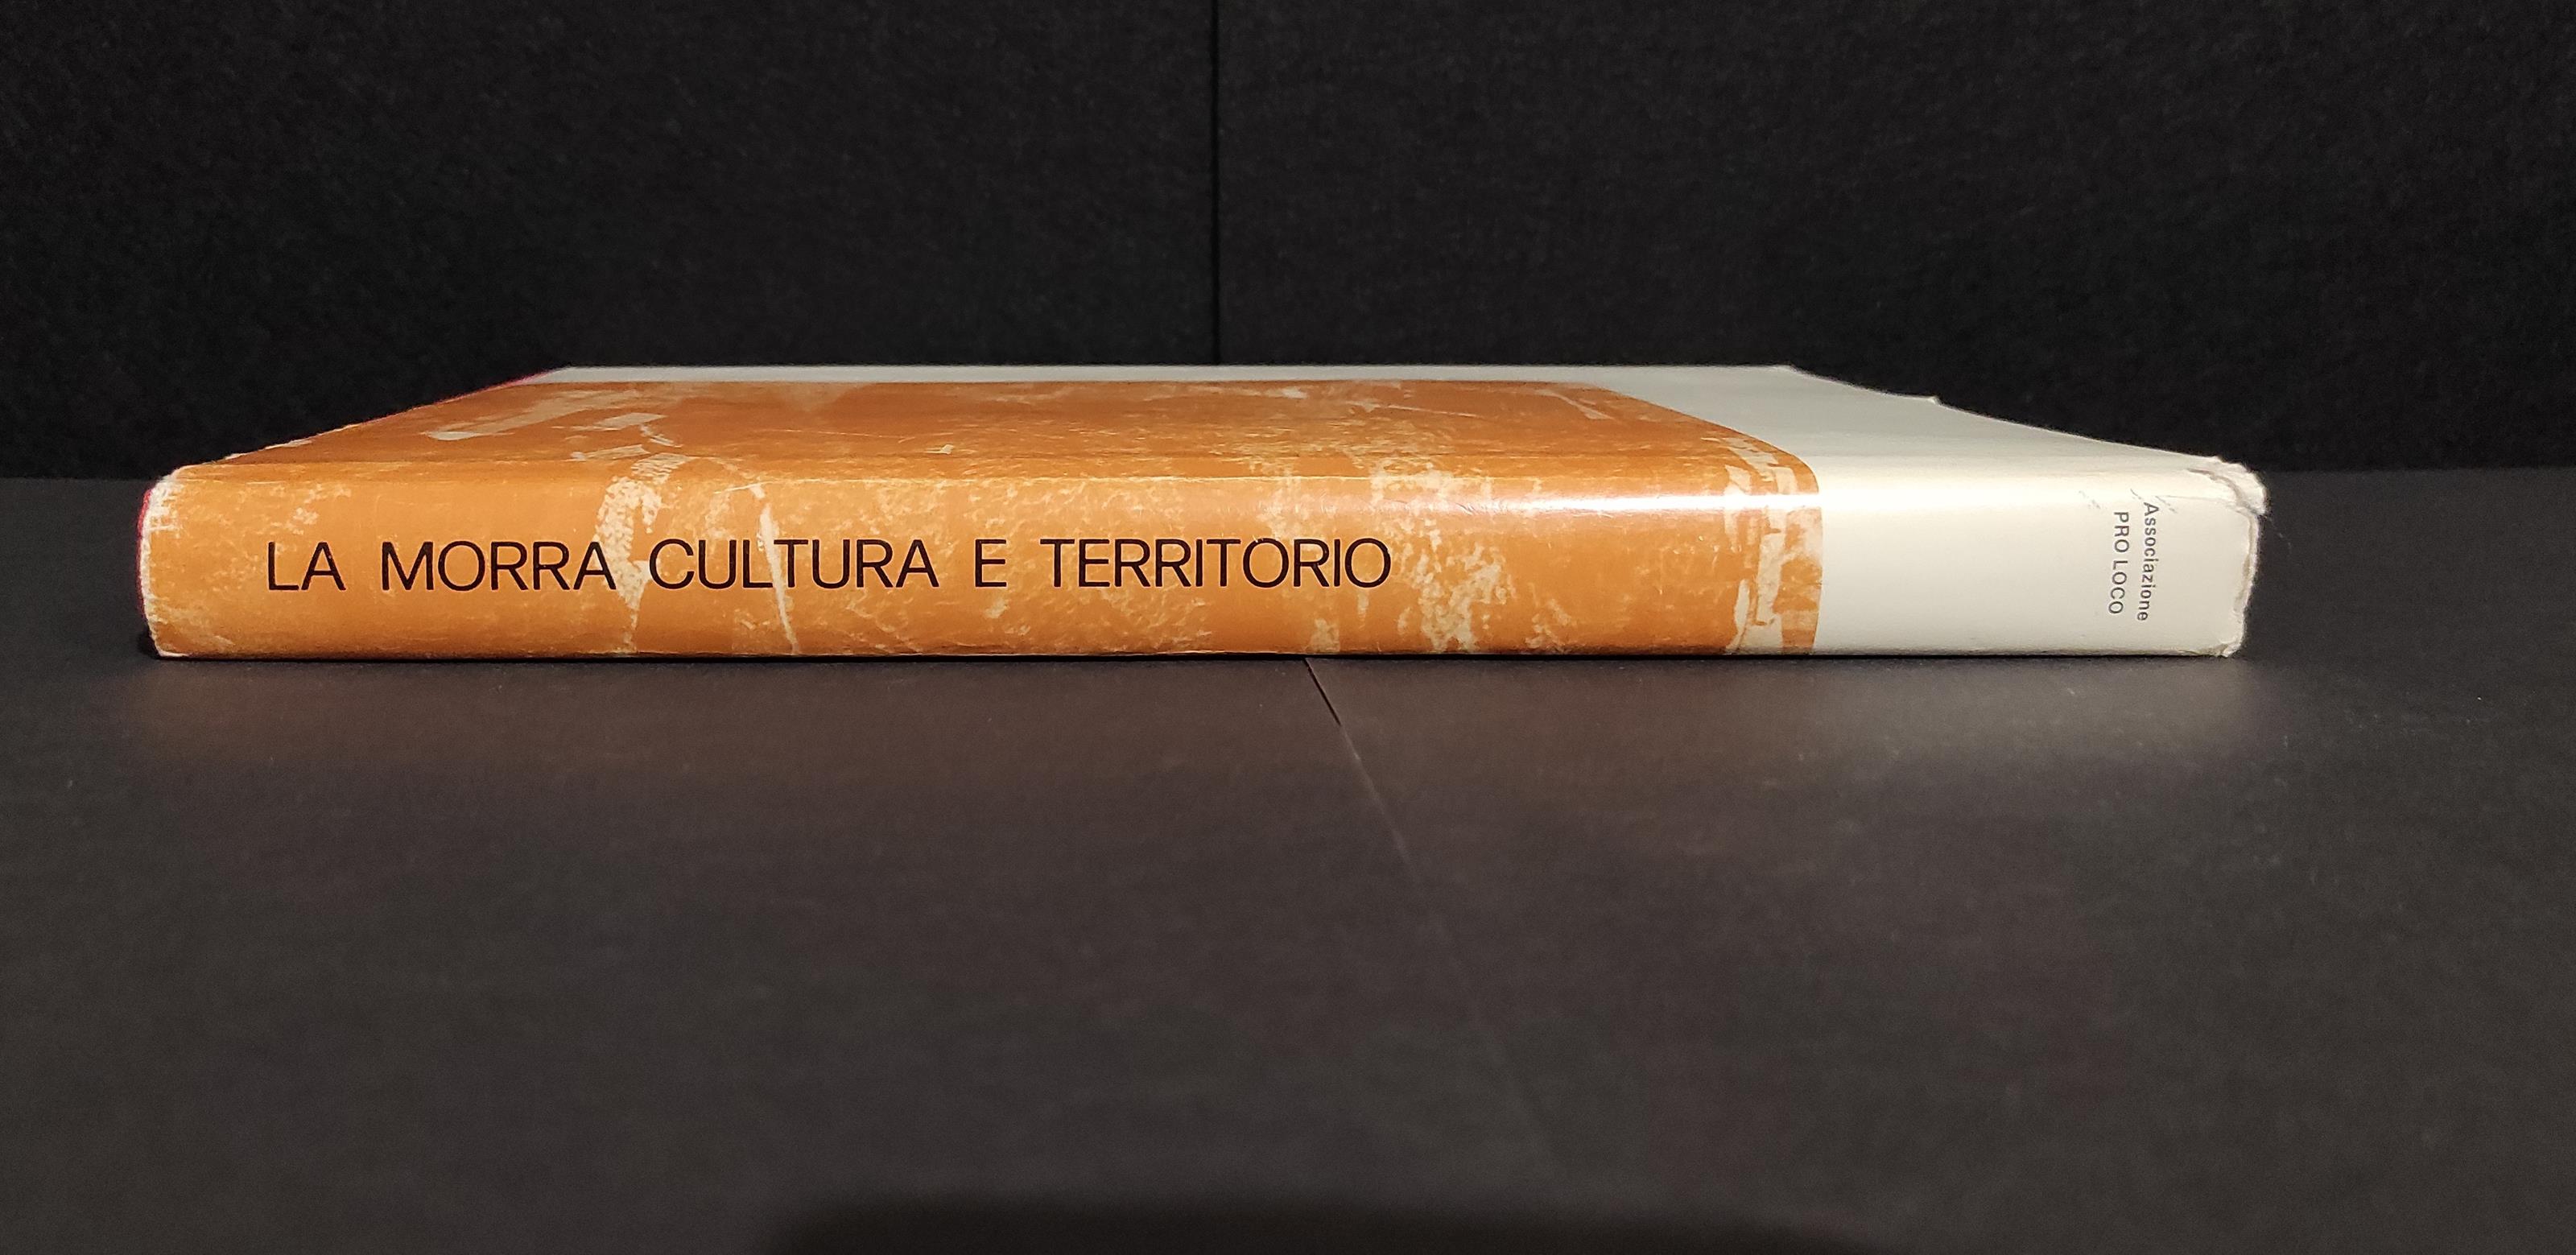 LA MORRA CULTURA E TERRITORIO
Associazione
PRO LOCO